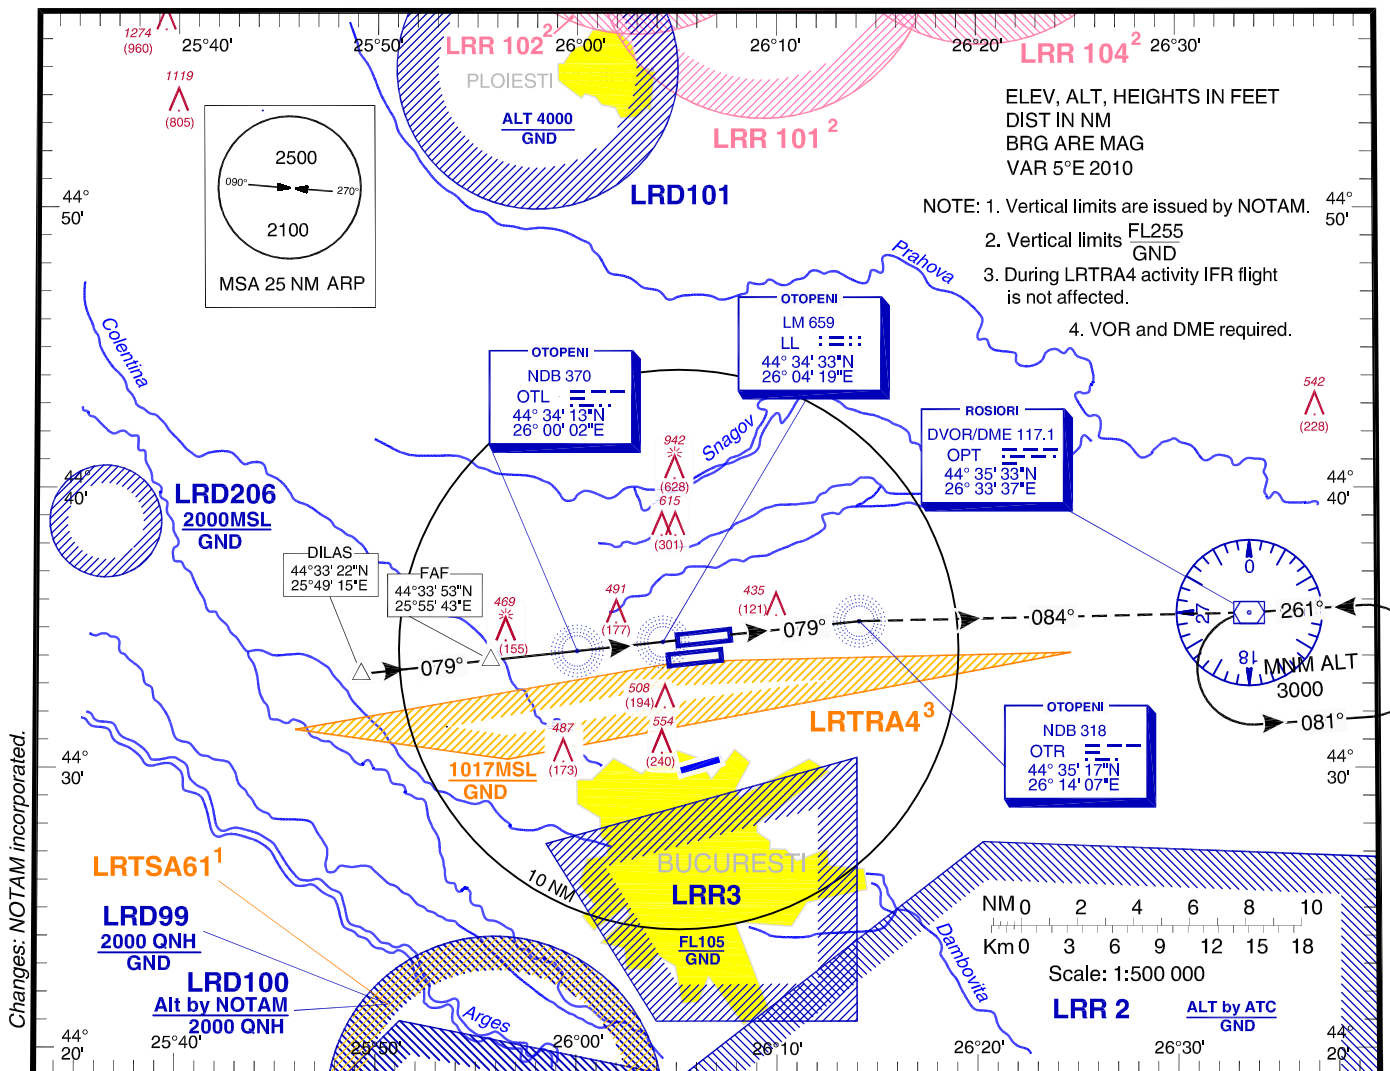 1274
(960)
25°40'
25°50'
LRR 102²
26°00'
26°10'
26°20'
LRR 104²
26°30'
1119
(805)
PLOIESTI
ALT 4000
GND
LRR 101²
LRD101
ELEV, ALT, HEIGHTS IN FEET
DIST IN NM
BRG ARE MAG
VAR 5°E 2010
2500
090°
270°
2100
MSA 25 NM ARP
44°
50'
44°
50'
NOTE: 1. Vertical limits are issued by NOTAM.
2. Vertical limits FL255
GND
3. During LRTRA4 activity IFR flight
is not affected.
4. VOR and DME required.
Prahova
Colentina
Snagov
OTOPENI
LM 659
LL
44° 34' 33"N
26° 04' 19"E
OTOPENI
NDB 370
OTL
44° 34' 13"N
26° 00' 02"E
ROSIORI
DVOR/DME 117.1
OPT
44° 35' 33"N
26° 33' 37"E
542
(228)
942
(628)
615
(301)
44°
40'
44°
40'
LRD206
2000MSL
GND
DILAS
44°33' 22"N
25°49' 15"E
FAF
44°33' 53"N
25°55' 43"E
469
(155)
491
(177)
435
(121)
079°
079°
084°
0
27
18
261°
MNM ALT
3000
081°
508
(194)
554
(240)
487
(173)
LRTRA4³
1017MSL
GND
OTOPENI
NDB 318
OTR
44° 35' 17"N
26° 14' 07"E
44°
30'
44°
30'
BUCURESTI
LRR3
FL105
GND
10 NM
LRTSA61¹
LRD99
2000 QNH
GND
LRD100
Alt by NOTAM
2000 QNH
Arges
Dambovita
NM 0 2 4 6 8 10
Km 0 3 6 9 12 15 18
Scale: 1:500 000
LRR 2
ALT by ATC
GND
44°
20'
44°
20'
25°40'
25°50'
26°00'
26°10'
26°20'
26°30'
Changes: NOTAM incorporated.